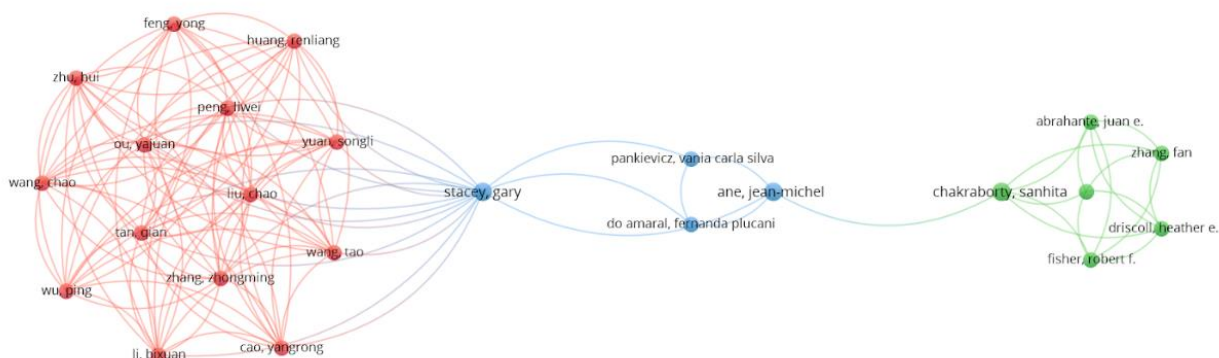 feng, yong
huang, renliang
zhu, hui
peng, liwei
ou, yajuan
yuan, songli
wang, chao
liu, chao
tan, qian
wang, tao
zhang, zhongming
wu, ping
li, bixuan
cao, yangrong
stacey, gary
pankievicz, vania carla silva
ane, jean-michel
do amaral, fernanda plucani
abrahante, juan e.
zhang, fan
chakraborty, sanhita
driscoll, heather e.
fisher, robert f.